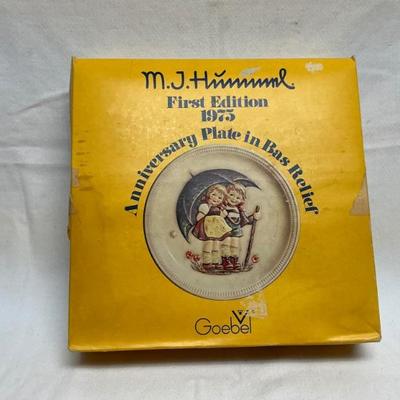 M.J.Hummel
First Edition
1975
Anniversary Plate in Bas Relief
Goebel